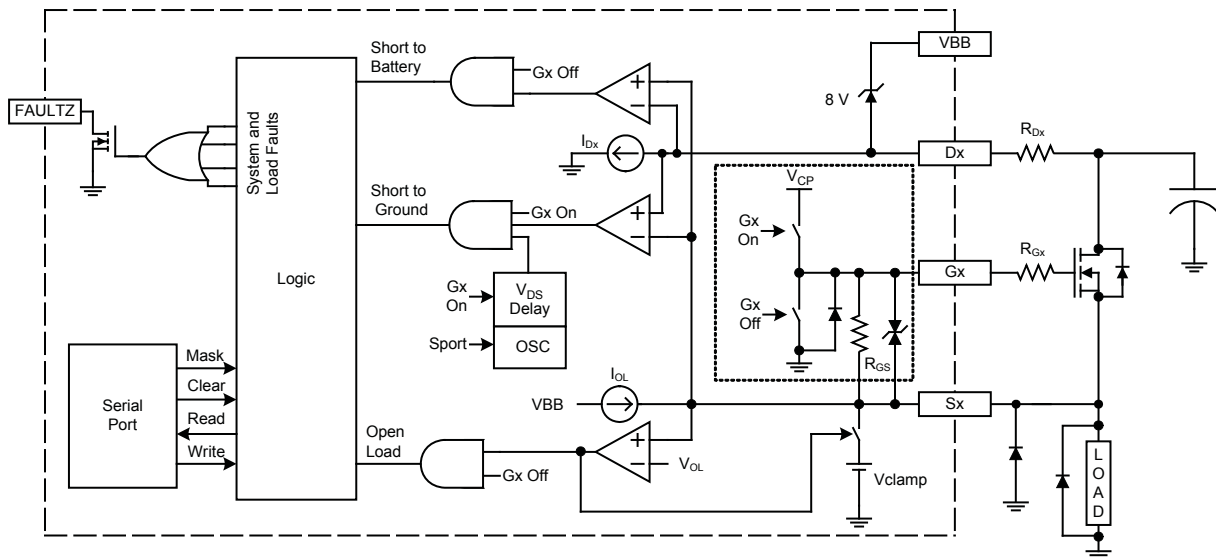 VBB
Short to
Battery
Gx Off
FAULTZ
8 V
R_Dx
I_Dx
Dx
System and
Load Faults
V_CP
Short to
Ground
Gx On
Gx
On
R_Gx
Gx
Logic
Gx
On
V_DS
Delay
Gx
Off
Sport
OSC
R_GS
Mask
I_OL
Clear
VBB
Sx
Serial
Port
Read
Open
Load
Write
V_OL
Gx Off
Vclamp
LOAD
+
–
+
–
+
–